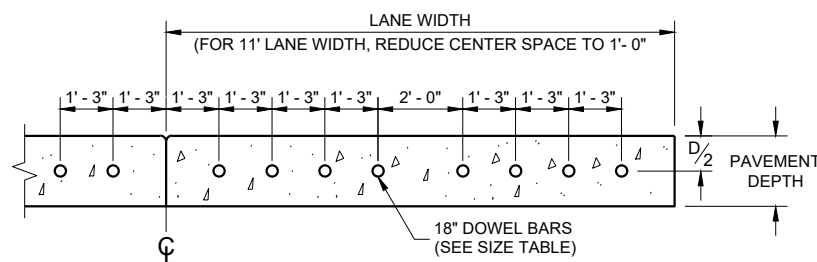 LANE WIDTH
(FOR 11' LANE WIDTH, REDUCE CENTER SPACE TO 1'- 0"
1' - 3" 1' - 3" 1' - 3" 1' - 3" 1' - 3" 1' - 3" 2' - 0" 1' - 3" 1' - 3" 1' - 3"
D/2
PAVEMENT
DEPTH
18" DOWEL BARS
(SEE SIZE TABLE)
℄